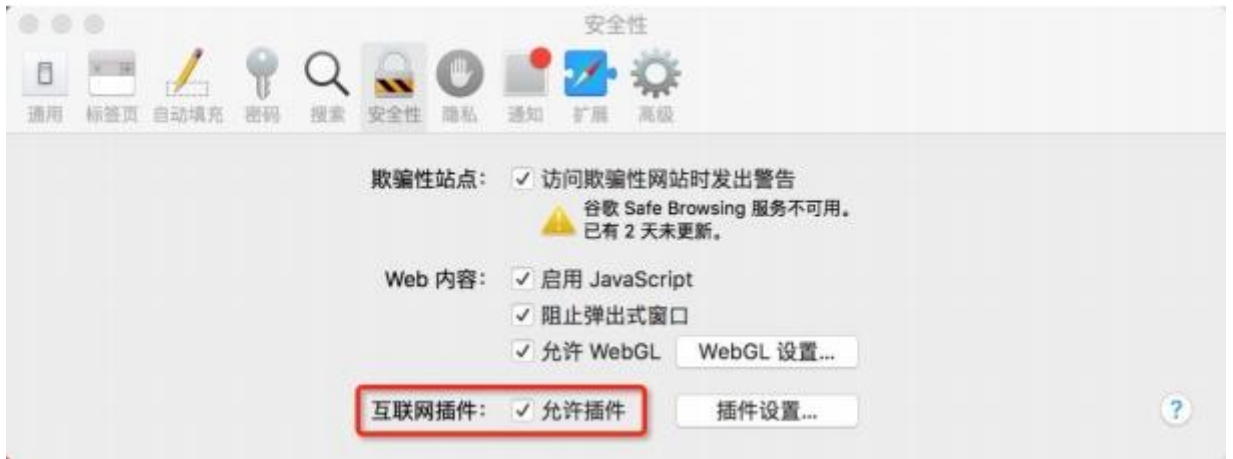 安全性
通用 标签页 自动填充 密码 搜索 安全性 隐私 通知 扩展 高级
欺骗性站点: ✓ 访问欺骗性网站时发出警告
谷歌 Safe Browsing 服务不可用。
已有 2 天未更新。
Web 内容: ✓ 启用 JavaScript
✓ 阻止弹出式窗口
✓ 允许 WebGL WebGL 设置...
互联网插件: ✓ 允许插件 插件设置... ?